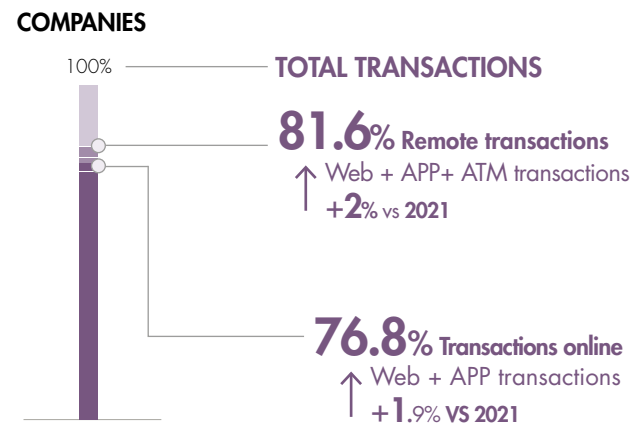 COMPANIES
100%
TOTAL TRANSACTIONS
81.6% Remote transactions
Web + APP+ ATM transactions
+2% vs 2021
76.8% Transactions online
Web + APP transactions
+1.9% VS 2021